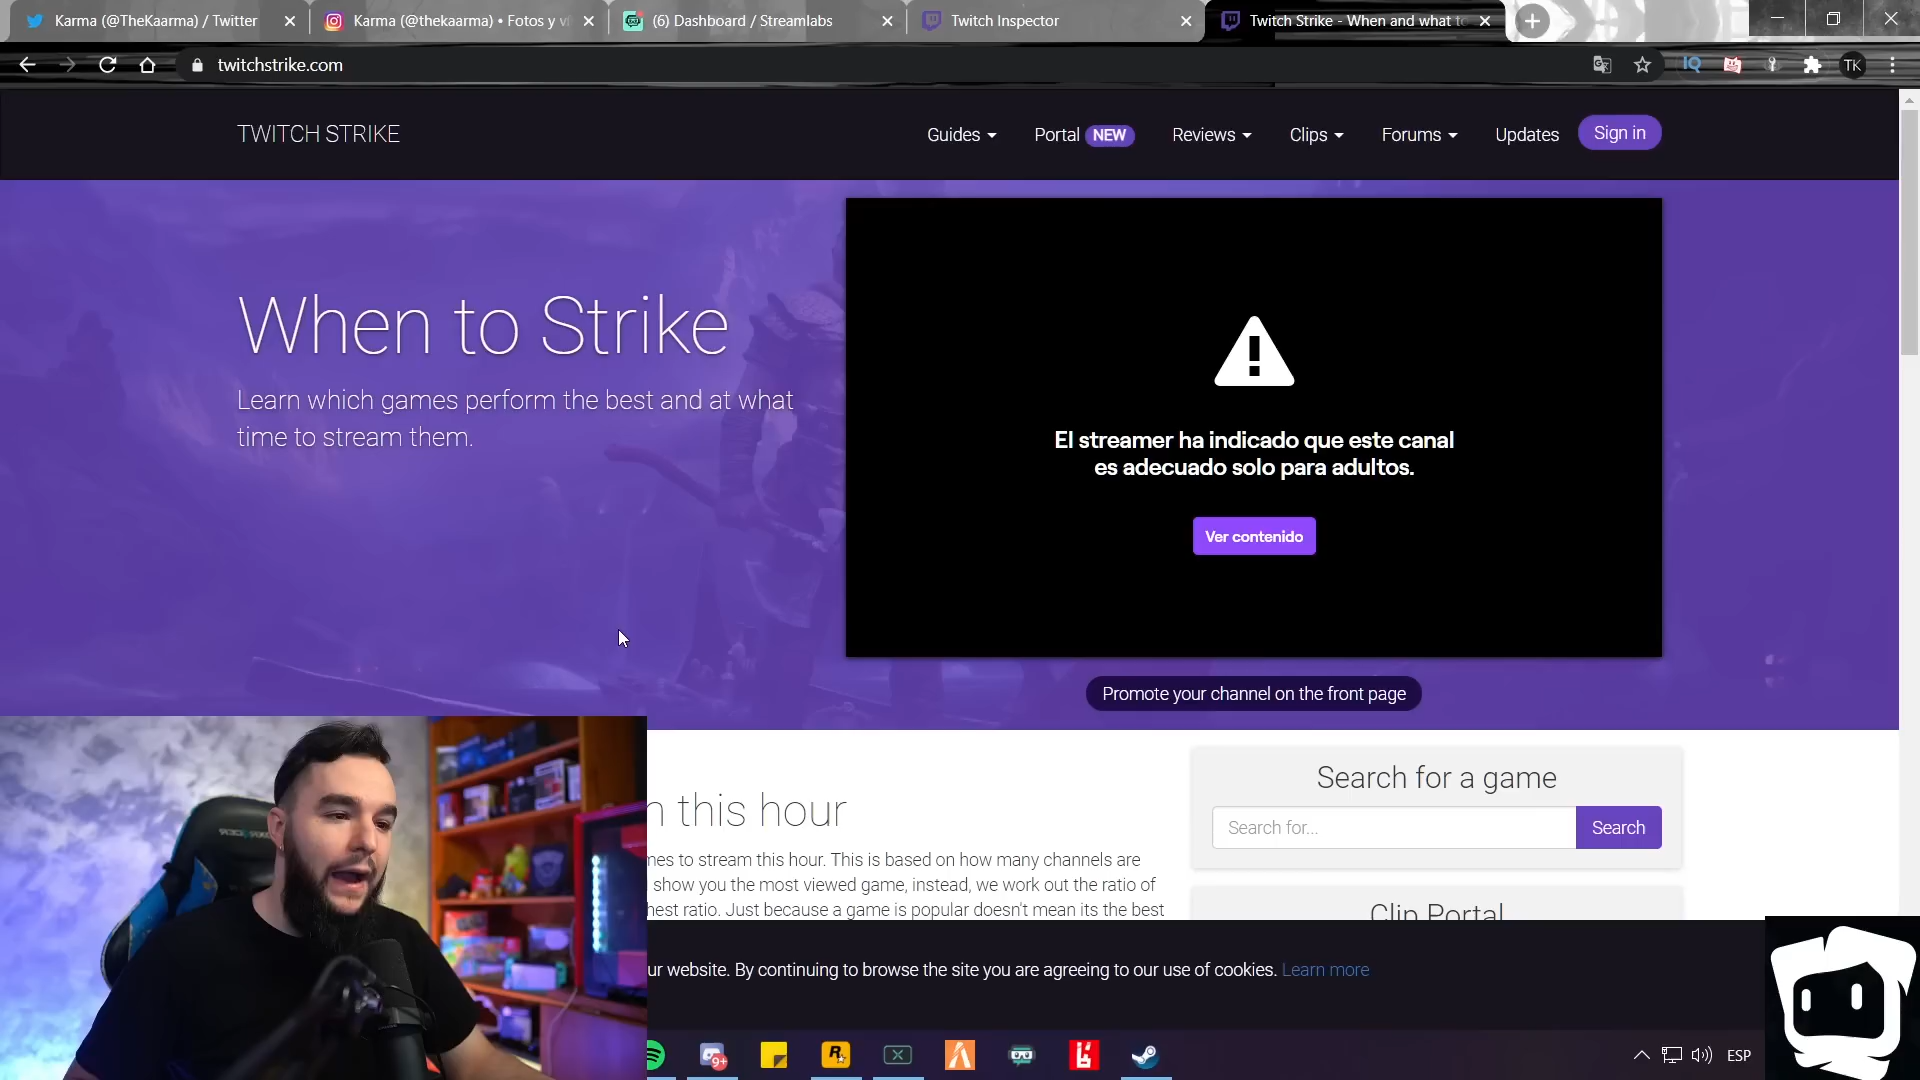 Karma (@TheKaarma) / Twitter
Karma (@thekaarma) • Fotos y v
(6) Dashboard / Streamlabs
Twitch Inspector
Twitch Strike - When and what to
twitchstrike.com
IQ
TK
TWITCH STRIKE
Guides
Portal NEW
Reviews
Clips
Forums
Updates
Sign in
When to Strike
Learn which games perform the best and at what
time to stream them.
El streamer ha indicado que este canal
es adecuado solo para adultos.
Ver contenido
Promote your channel on the front page
n this hour
mes to stream this hour. This is based on how many channels are
show you the most viewed game, instead, we work out the ratio of
hest ratio. Just because a game is popular doesn't mean its the best
Search for a game
Search for...
Search
Clip Portal
ur website. By continuing to browse the site you are agreeing to our use of cookies. Learn more
9+
R
ESP